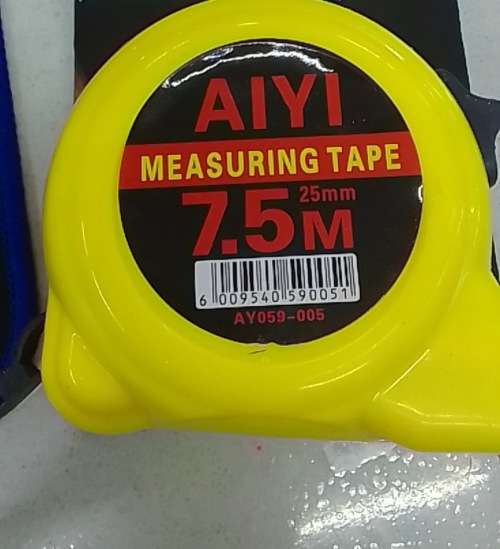 AIYI
MEASURING TAPE
25mm
7.5M
6 009540 590051
AY059-005